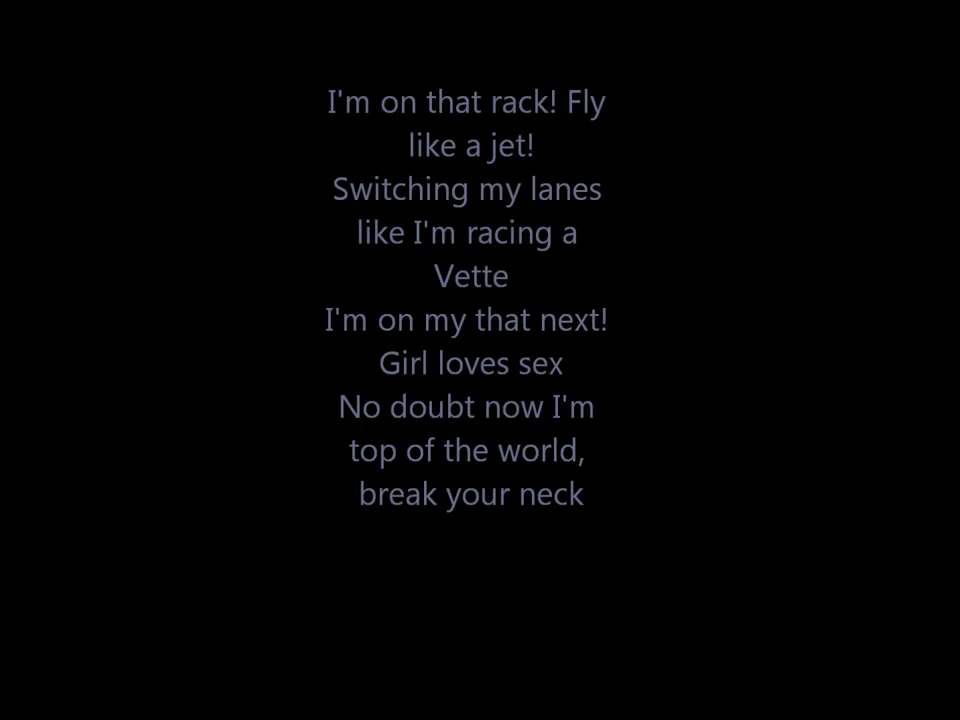 I'm on that rack! Fly
like a jet!
Switching my lanes
like I'm racing a
Vette
I'm on my that next!
Girl loves sex
No doubt now I'm
top of the world,
break your neck